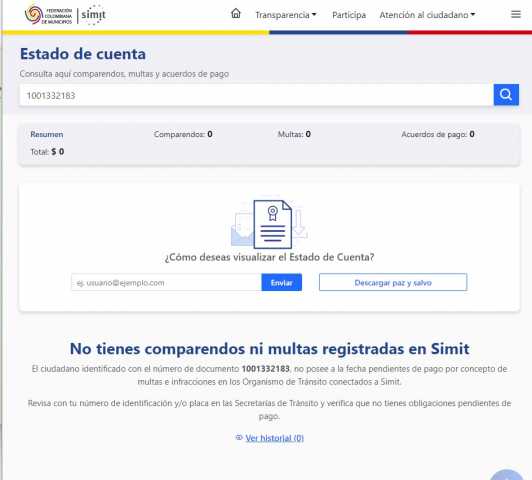 FEDERACIÓN
COLOMBIANA
DE MUNICIPIOS
simit
Transparencia
Participa
Atención al ciudadano
Estado de cuenta
Consulta aquí comparendos, multas y acuerdos de pago
1001332183
Resumen
Comparendos: 0
Multas: 0
Acuerdos de pago: 0
Total: $ 0
¿Cómo deseas visualizar el Estado de Cuenta?
ej. usuario@ejemplo.com
Enviar
Descargar paz y salvo
No tienes comparendos ni multas registradas en Simit
El ciudadano identificado con el número de documento 1001332183, no posee a la fecha pendientes de pago por concepto de
multas e infracciones en los Organismo de Tránsito conectados a Simit.
Revisa con tu número de identificación y/o placa en las Secretarías de Tránsito y verifica que no tienes obligaciones pendientes de
pago.
Ver historial (0)